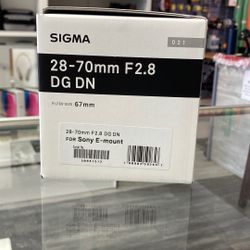 SIGMA
021
28-70mm F2.8
DG DN
Filter size 67mm
28-70mm F2.8 DG DN
FOR Sony E-mount